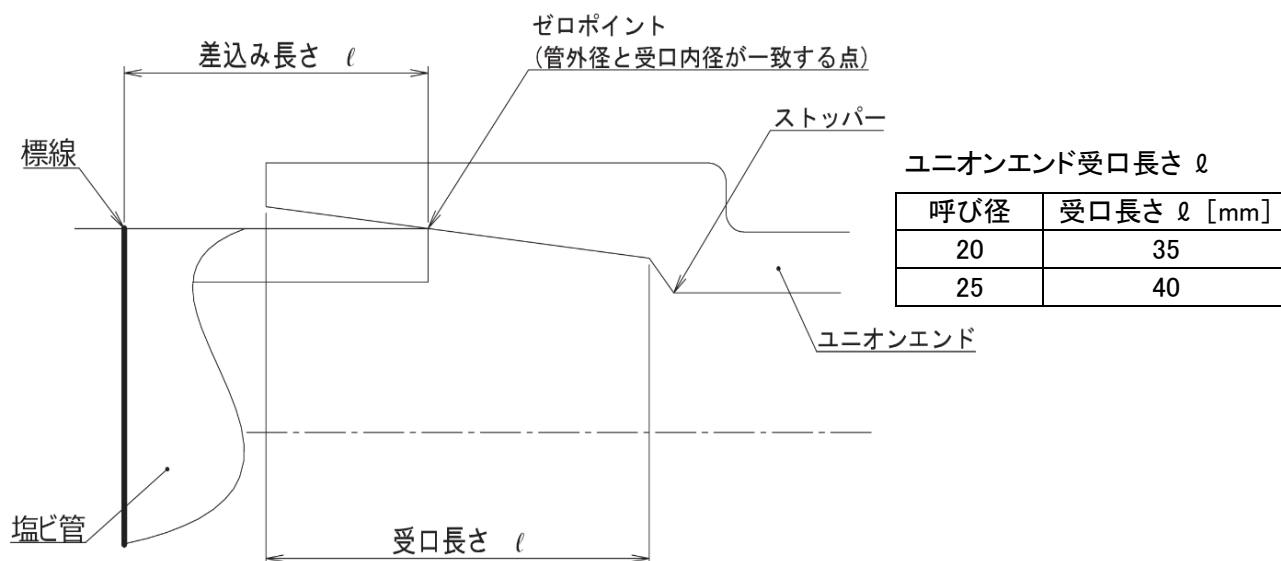 ゼロポイント
(管外径と受口内径が一致する点)
差込み長さ ℓ
ストッパー
標線
ユニオンエンド受口長さ ℓ
呼び径 受口長さ ℓ [mm]
20 35
25 40
ユニオンエンド
塩ビ管
受口長さ ℓ